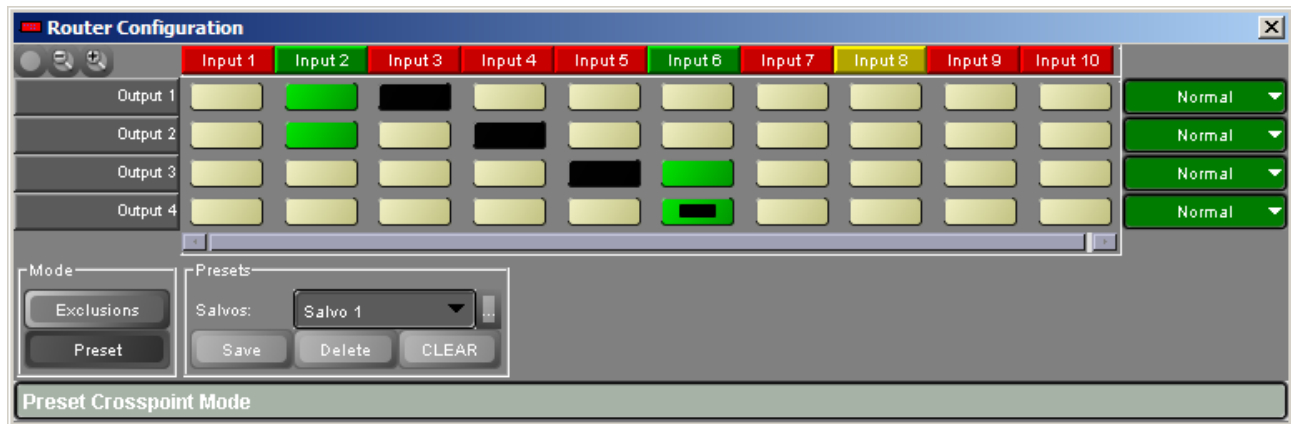 Router Configuration
Input 1 Input 2 Input 3 Input 4 Input 5 Input 6 Input 7 Input 8 Input 9 Input 10
Output 1 Normal
Output 2 Normal
Output 3 Normal
Output 4 Normal
Mode Presets
Exclusions Salvos: Salvo 1 ...
Preset Save Delete CLEAR
Preset Crosspoint Mode